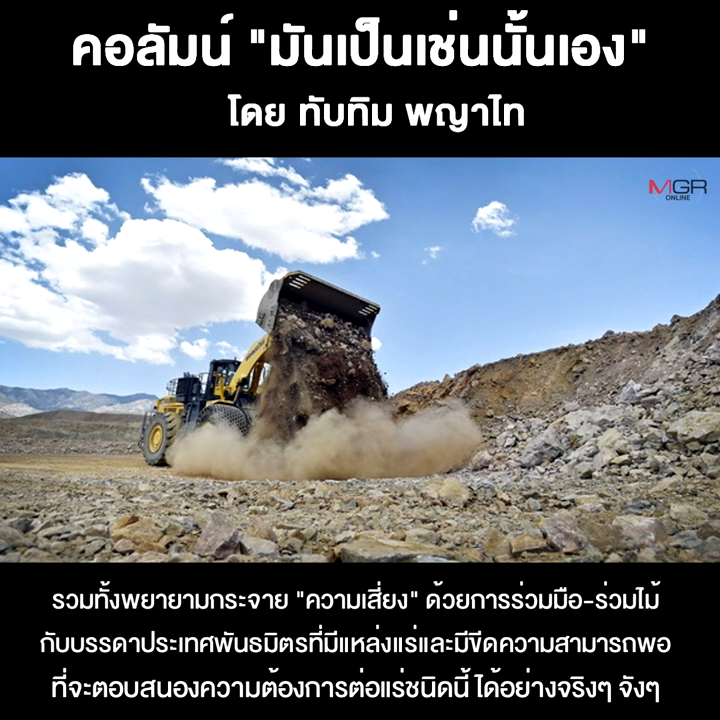 คอลัมน์ "มันเป็นเช่นนั้นเอง"
โดย ทับทิม พญาไท
MGR
ONLINE
รวมทั้งพยายามกระจาย "ความเสี่ยง" ด้วยการร่วมมือ-ร่วมไม้
กับบรรดาประเทศพันธมิตรที่มีแหล่งแร่และมีขีดความสามารถพอ
ที่จะตอบสนองความต้องการต่อแร่ชนิดนี้ ได้อย่างจริงๆ จังๆ